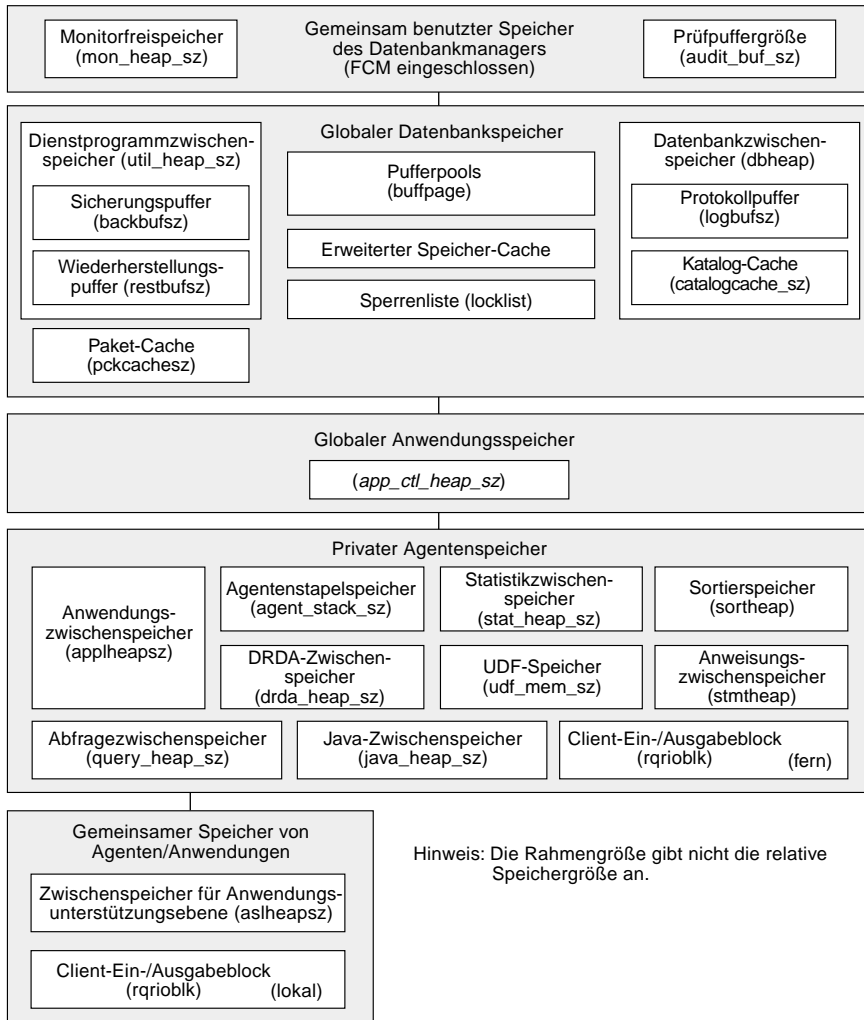 Monitorfreispeicher
(mon_heap_sz)
Gemeinsam benutzter Speicher
des Datenbankmanagers
(FCM eingeschlossen)
Prüfpuffergröße
(audit_buf_sz)
Globaler Datenbankspeicher
Dienstprogrammzwischen-
speicher (util_heap_sz)
Sicherungspuffer
(backbufsz)
Wiederherstellungs-
puffer (restbufsz)
Paket-Cache
(pckcachesz)
Pufferpools
(buffpage)
Erweiterter Speicher-Cache
Sperrenliste (locklist)
Datenbankzwischen-
speicher (dbheap)
Protokollpuffer
(logbufsz)
Katalog-Cache
(catalogcache_sz)
Globaler Anwendungsspeicher
(app_ctl_heap_sz)
Privater Agentenspeicher
Anwendungs-
zwischenspeicher
(applheapsz)
Agentenstapelspeicher
(agent_stack_sz)
Statistikzwischen-
speicher
(stat_heap_sz)
Sortierspeicher
(sortheap)
DRDA-Zwischen-
speicher
(drda_heap_sz)
UDF-Speicher
(udf_mem_sz)
Anweisungs-
zwischenspeicher
(stmtheap)
Abfragezwischenspeicher
(query_heap_sz)
Java-Zwischenspeicher
(java_heap_sz)
Client-Ein-/Ausgabeblock
(rqrioblk) (fern)
Gemeinsamer Speicher von
Agenten/Anwendungen
Zwischenspeicher für Anwendungs-
unterstützungsebene (aslheapsz)
Client-Ein-/Ausgabeblock
(rqrioblk) (lokal)
Hinweis: Die Rahmengröße gibt nicht die relative
Speichergröße an.